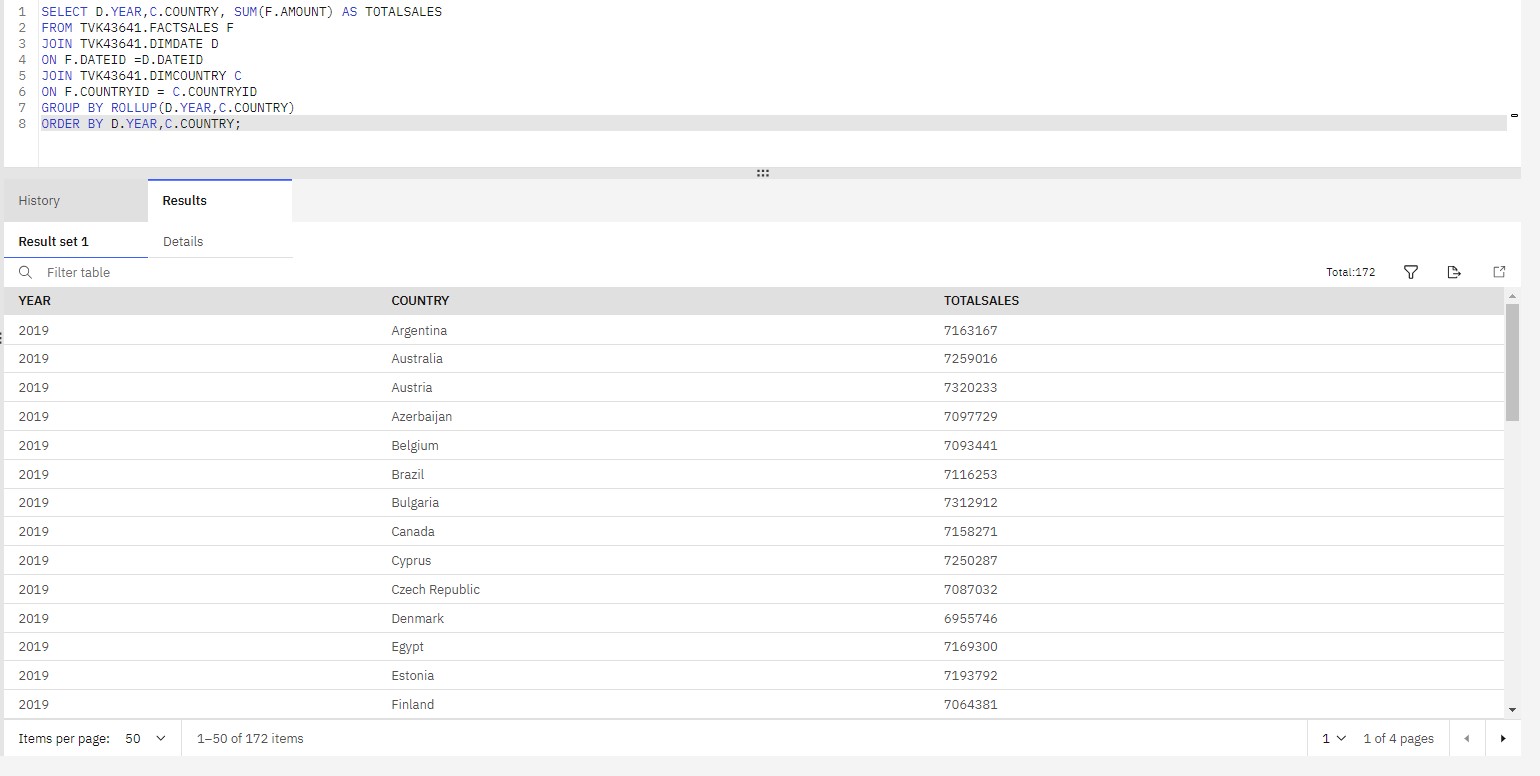 1 SELECT D.YEAR,C.COUNTRY, SUM(F.AMOUNT) AS TOTALSALES
2 FROM TVK43641.FACTSALES F
3 JOIN TVK43641.DIMDATE D
4 ON F.DATEID =D.DATEID
5 JOIN TVK43641.DIMCOUNTRY C
6 ON F.COUNTRYID = C.COUNTRYID
7 GROUP BY ROLLUP(D.YEAR,C.COUNTRY)
8 ORDER BY D.YEAR,C.COUNTRY;
History Results
Result set 1 Details
Filter table Total:172
YEAR COUNTRY TOTALSALES
2019 Argentina 7163167
2019 Australia 7259016
2019 Austria 7320233
2019 Azerbaijan 7097729
2019 Belgium 7093441
2019 Brazil 7116253
2019 Bulgaria 7312912
2019 Canada 7158271
2019 Cyprus 7250287
2019 Czech Republic 7087032
2019 Denmark 6955746
2019 Egypt 7169300
2019 Estonia 7193792
2019 Finland 7064381
Items per page: 50 1–50 of 172 items 1 1 of 4 pages